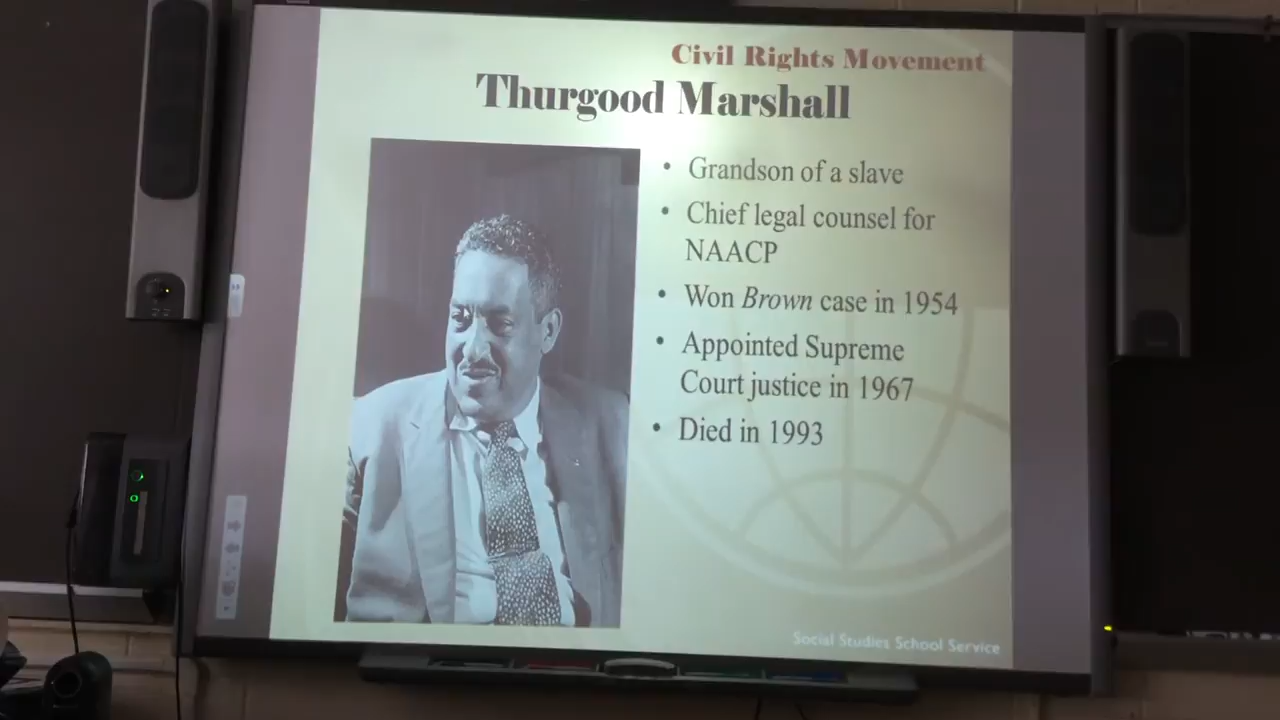 Civil Rights Movement
Thurgood Marshall
• Grandson of a slave
• Chief legal counsel for
NAACP
• Won Brown case in 1954
• Appointed Supreme
Court justice in 1967
• Died in 1993
Social Studies School Service